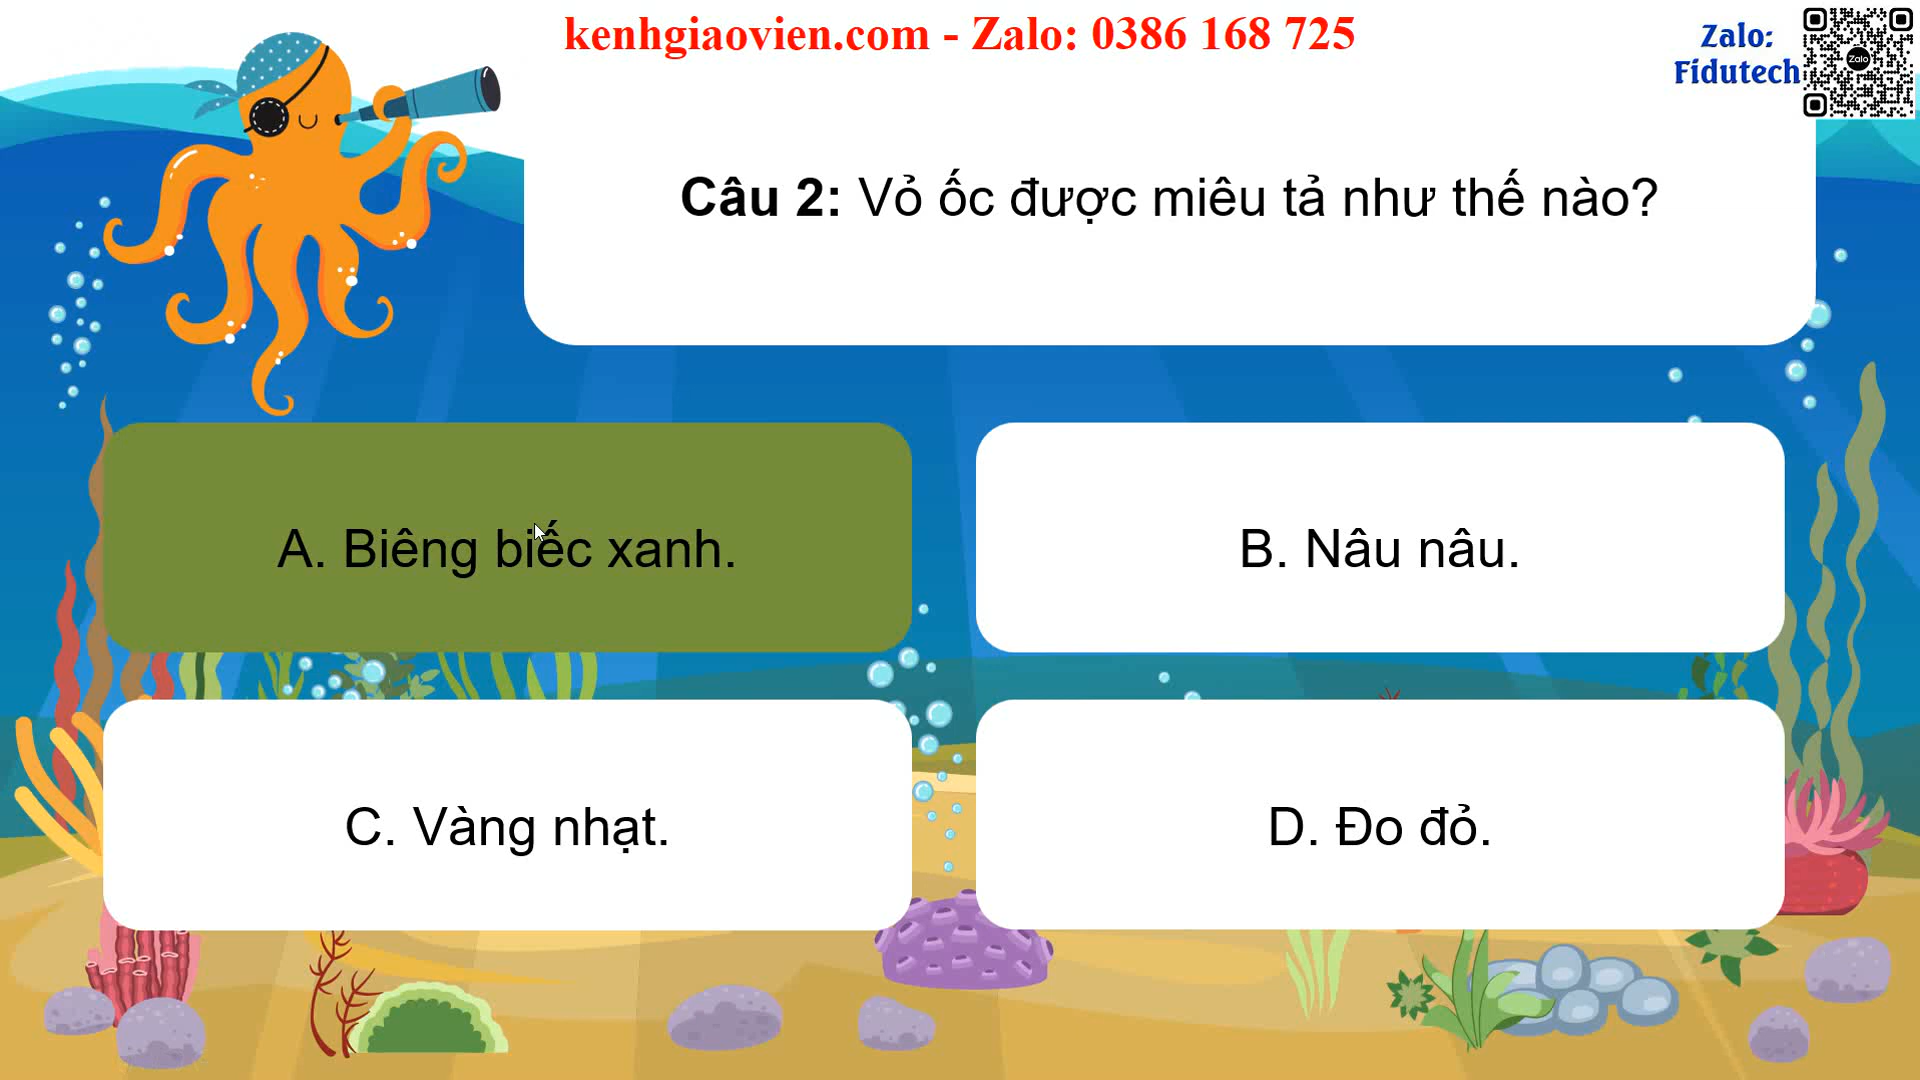 kenhgiaovien.com - Zalo: 0386 168 725
Zalo:
Fidutech
Zalo
Câu 2: Vỏ ốc được miêu tả như thế nào?
A. Biêng biếc xanh.
B. Nâu nâu.
C. Vàng nhạt.
D. Đo đỏ.